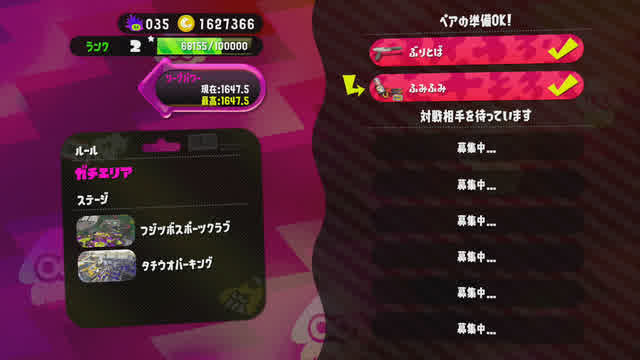 035 1627366
ランク 2 68155/100000
リーグパワー
現在:1647.5
最高:1647.5
ルール
ガチエリア
ステージ
フジツボスポーツクラブ
タチウオパーキング
ペアの準備OK!
ぷりとば
ふみふみ
対戦相手を待っています
募集中...
募集中...
募集中...
募集中...
募集中...
募集中...